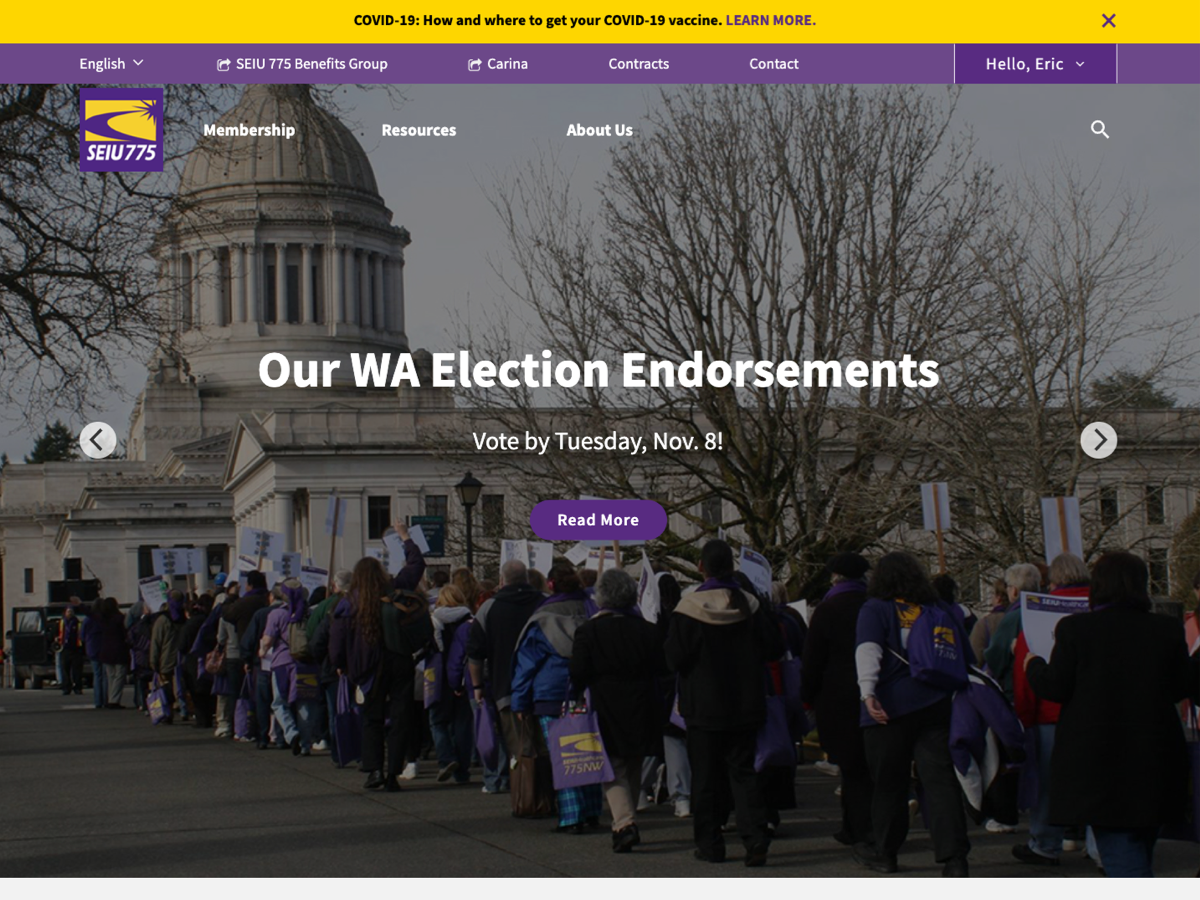 COVID-19: How and where to get your COVID-19 vaccine. LEARN MORE.
English
SEIU 775 Benefits Group
Carina
Contracts
Contact
Hello, Eric
SEIU775
Membership
Resources
About Us
Our WA Election Endorsements
Vote by Tuesday, Nov. 8!
Read More
775NW